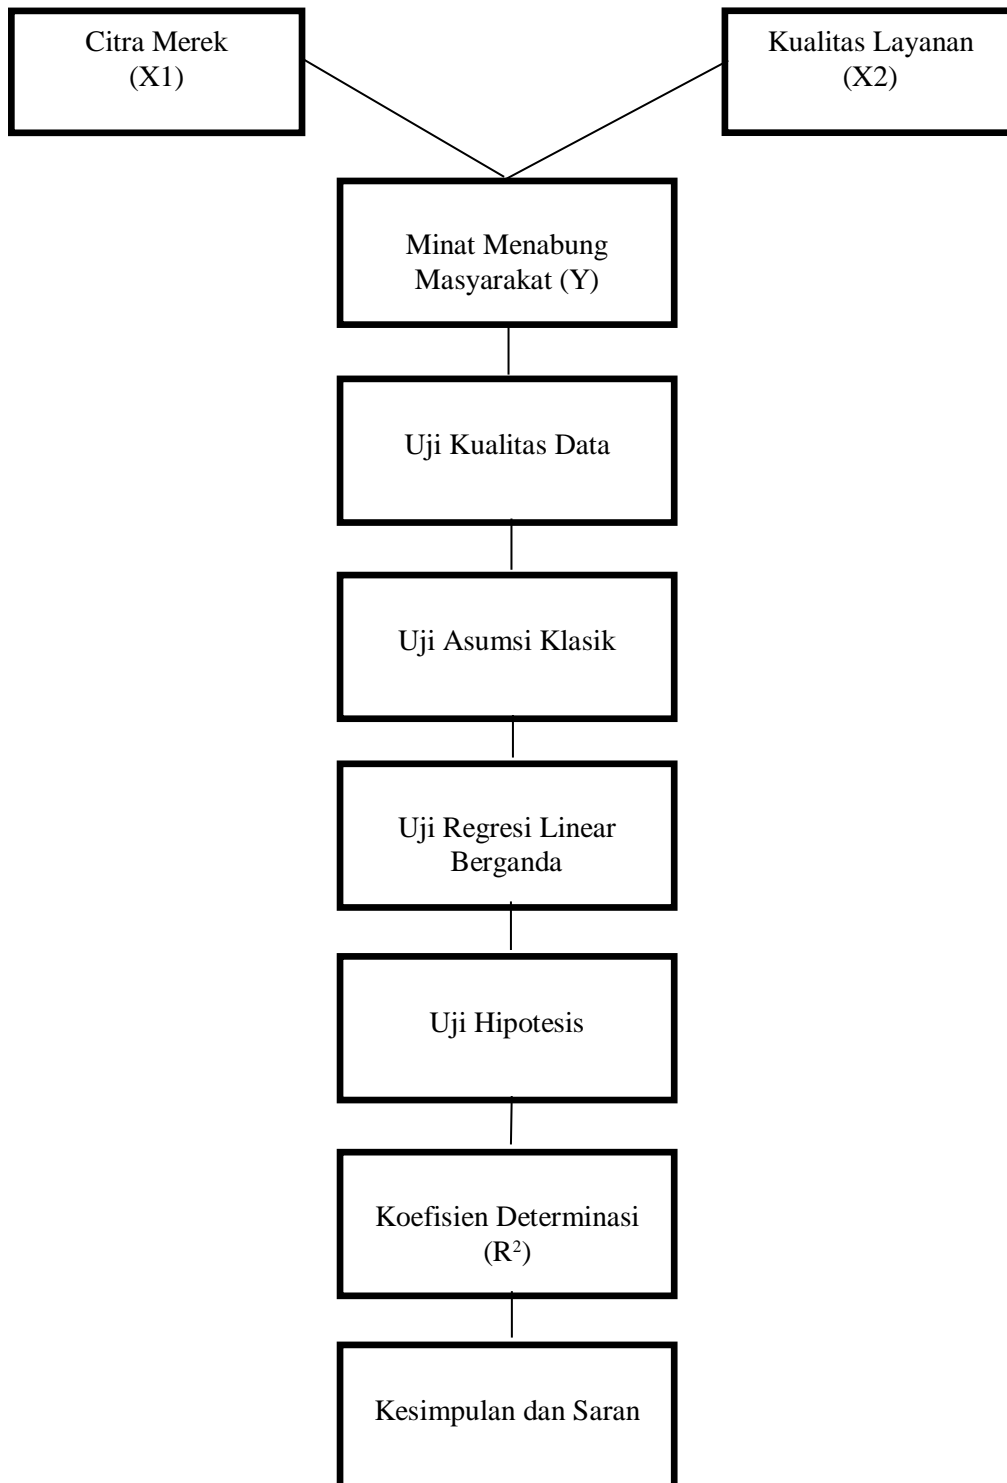 Citra Merek
(X1)
Kualitas Layanan
(X2)
Minat Menabung
Masyarakat (Y)
Uji Kualitas Data
Uji Asumsi Klasik
Uji Regresi Linear
Berganda
Uji Hipotesis
Koefisien Determinasi
(R²)
Kesimpulan dan Saran